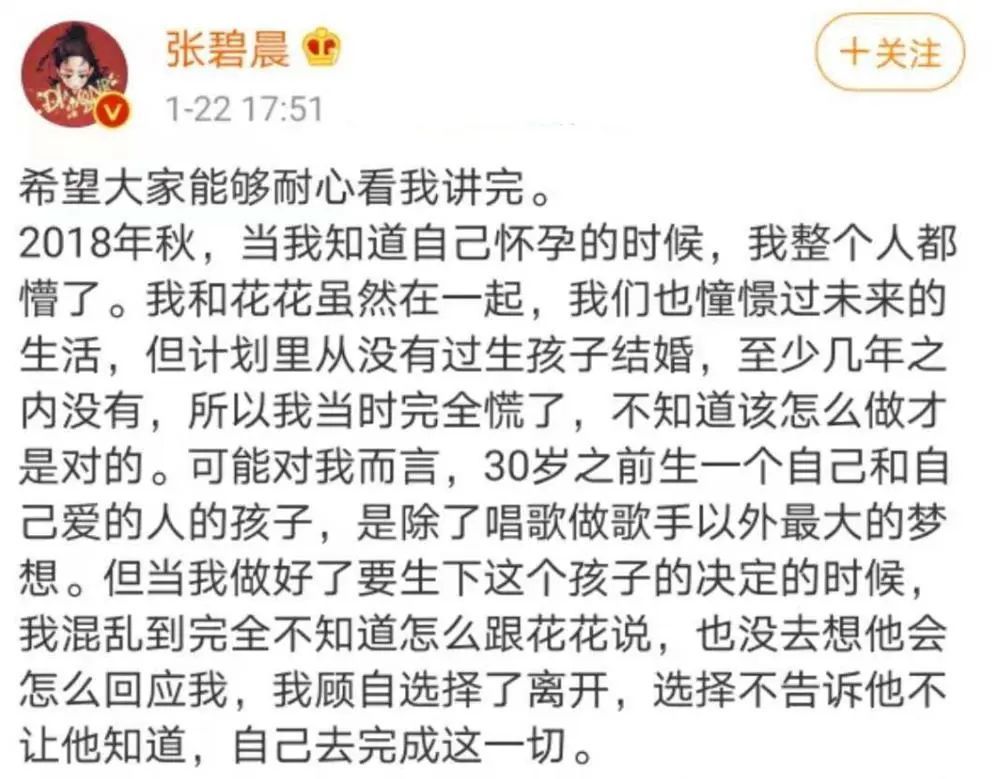 张碧晨
1-22 17:51
+关注
希望大家能够耐心看我讲完。
2018年秋，当我知道自己怀孕的时候，我整个人都
懵了。我和花花虽然在一起，我们也憧憬过未来的
生活，但计划里从没有过生孩子结婚，至少几年之
内没有，所以我当时完全慌了，不知道该怎么做才
是对的。可能对我而言，30岁之前生一个自己和自
己爱的人的孩子，是除了唱歌做歌手以外最大的梦
想。但当我做好了要生下这个孩子的决定的时候，
我混乱到完全不知道怎么跟花花说，也没去想他会
怎么回应我，我顾自选择了离开，选择不告诉他不
让他知道，自己去完成这一切。